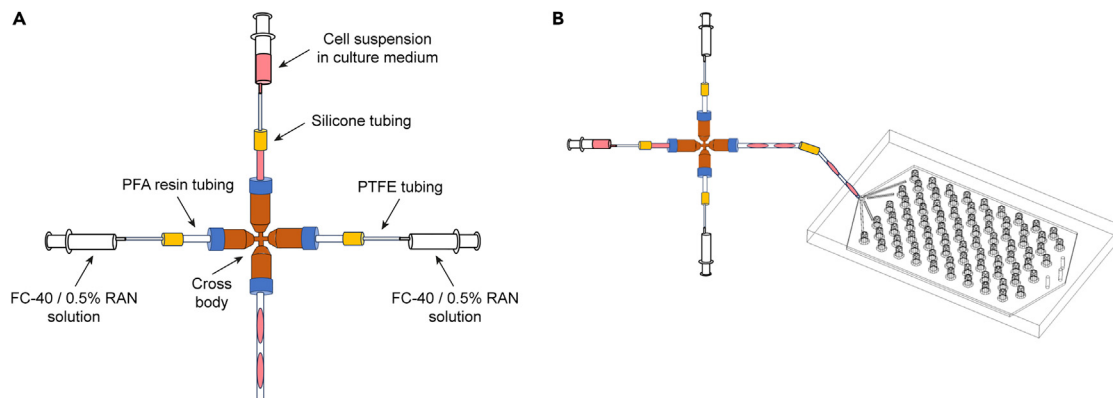 A
Cell suspension
in culture medium
Silicone tubing
PFA resin tubing
PTFE tubing
FC-40 / 0.5% RAN
solution
Cross
body
FC-40 / 0.5% RAN
solution
B